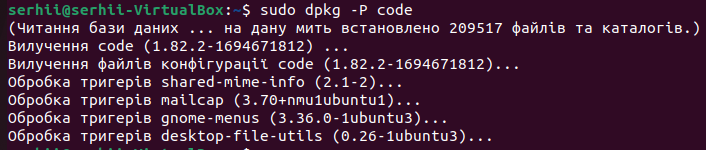 serhii@serhii-VirtualBox:~$ sudo dpkg -P code
(Читання бази даних ... на дану мить встановлено 209517 файлів та каталогів.)
Вилучення code (1.82.2-1694671812) ...
Вилучення файлів конфігурації code (1.82.2-1694671812)...
Обробка тригерів shared-mime-info (2.1-2)...
Обробка тригерів mailcap (3.70+nmu1ubuntu1)...
Обробка тригерів gnome-menus (3.36.0-1ubuntu3)...
Обробка тригерів desktop-file-utils (0.26-1ubuntu3)...